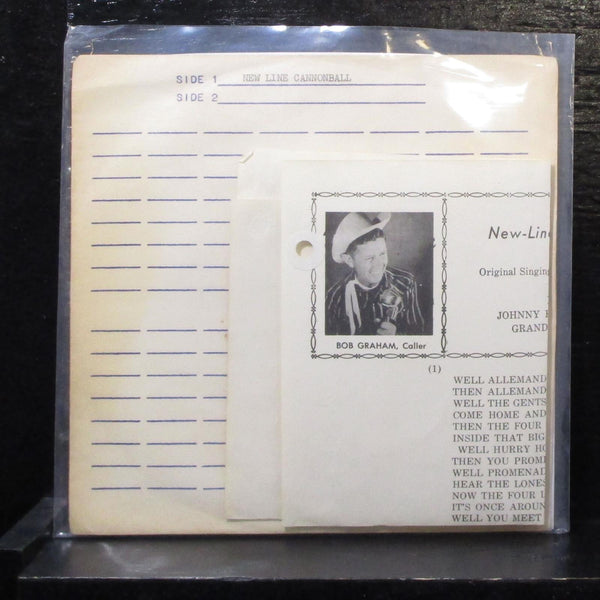 SIDE 1 NEW LINE CANNONBALL
SIDE 2
New-Lin
Original Singing
JOHNNY
GRAND
BOB GRAHAM, Caller
(1)
WELL ALLEMAND
THEN ALLEMAND
WELL THE GENTS
COME HOME AND
THEN THE FOUR
INSIDE THAT BIG
WELL HURRY HO
THEN YOU PROM
WELL PROMENAD
HEAR THE LONES
NOW THE FOUR L
IT'S ONCE AROUN
WELL YOU MEET